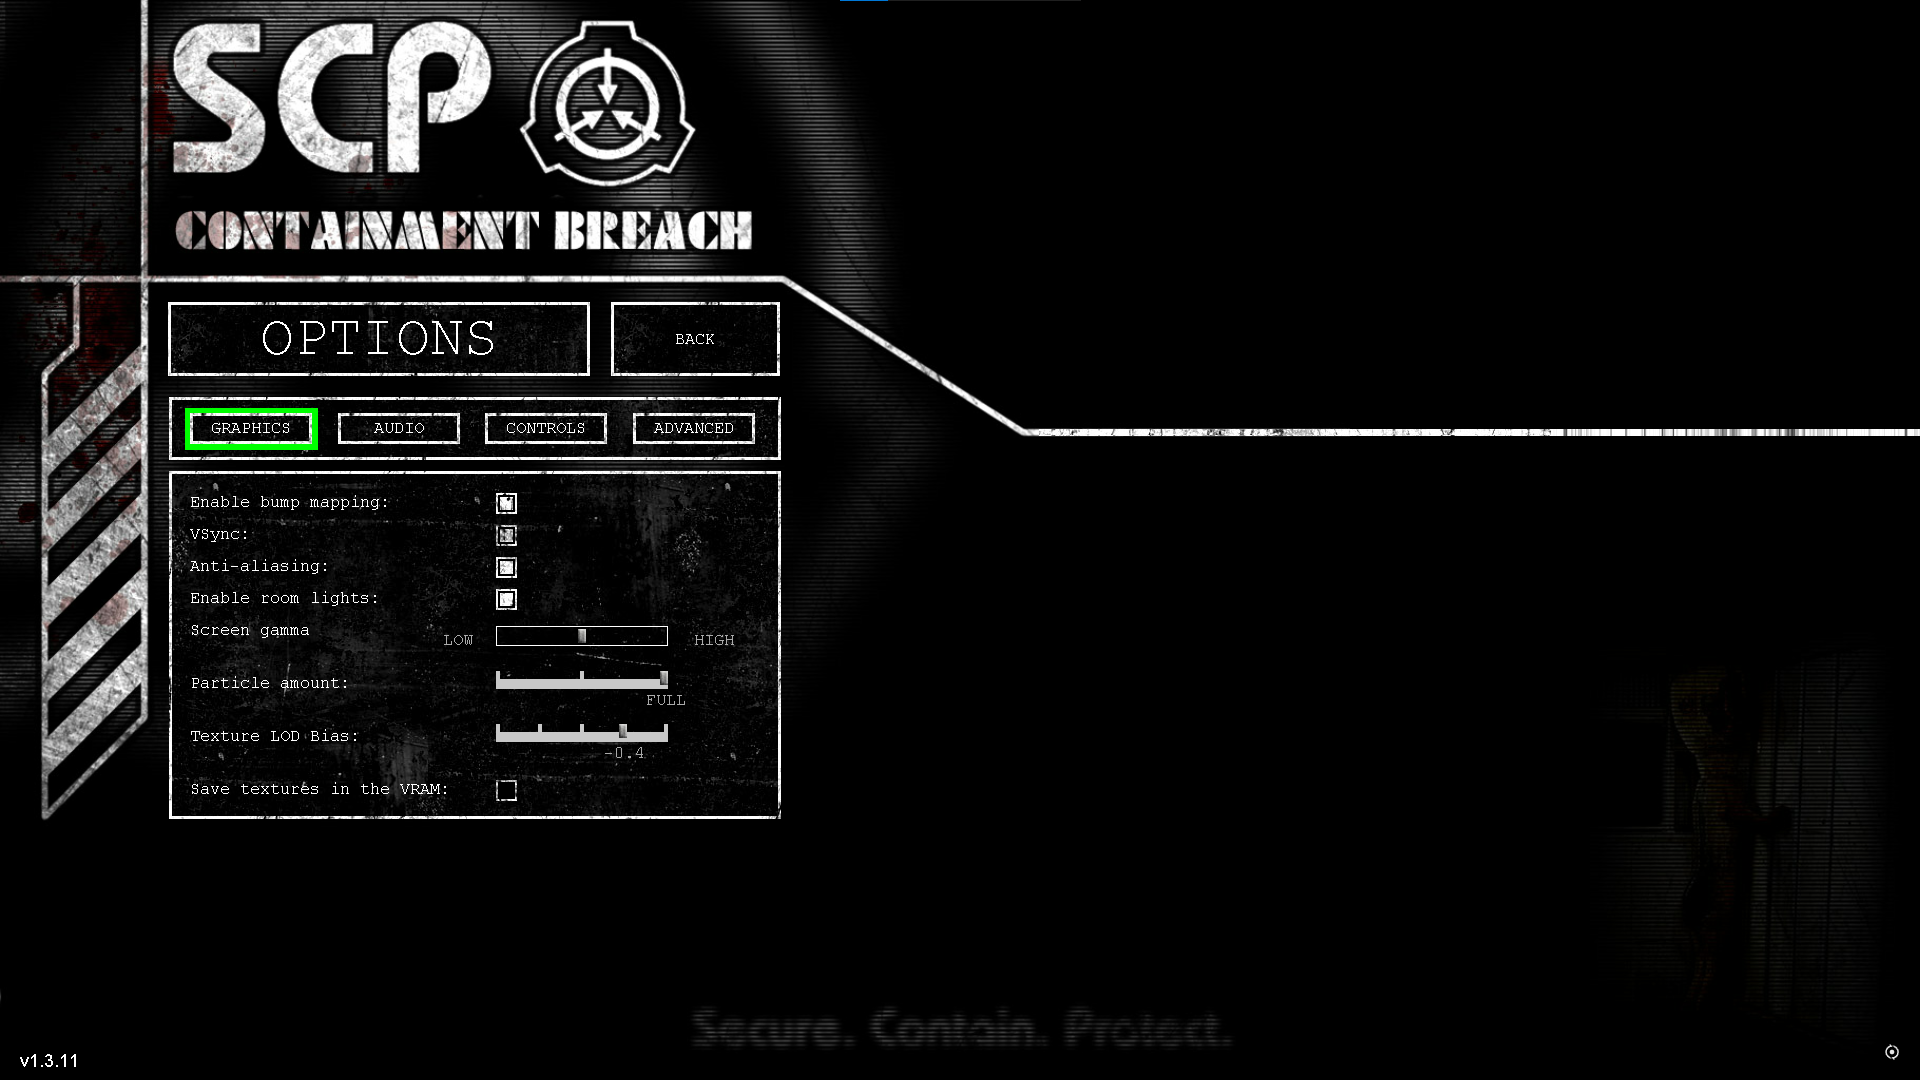 SCP
CONTAINMENT BREACH
OPTIONS
BACK
GRAPHICS AUDIO CONTROLS ADVANCED
Enable bump mapping:
VSync:
Anti-aliasing:
Enable room lights:
Screen gamma LOW HIGH
Particle amount:
FULL
Texture LOD Bias:
-0.4
Save textures in the VRAM:
Secure. Contain. Protect.
v1.3.11